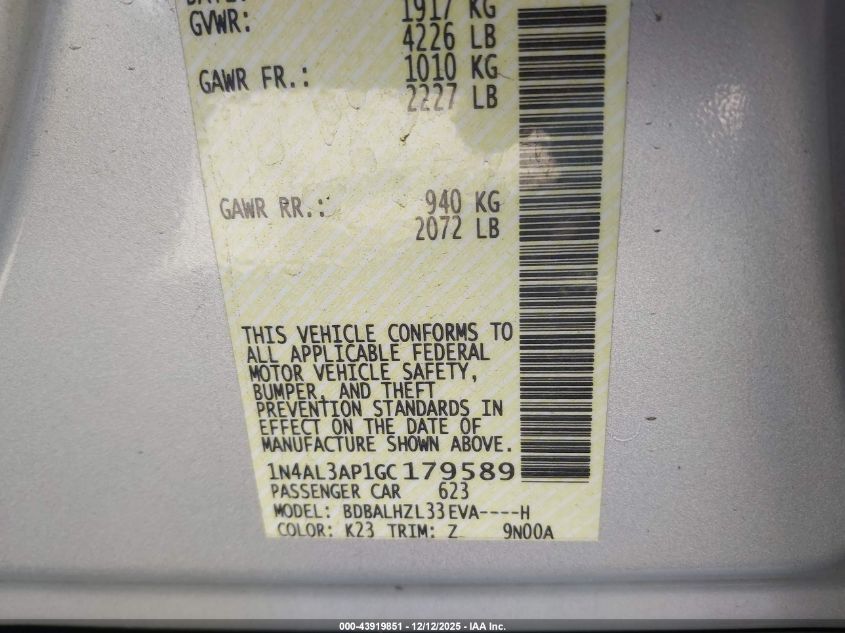 GVWR: 1917 KG
4226 LB
GAWR FR.: 1010 KG
2227 LB
GAWR RR.: 940 KG
2072 LB
THIS VEHICLE CONFORMS TO
ALL APPLICABLE FEDERAL
MOTOR VEHICLE SAFETY,
BUMPER, AND THEFT
PREVENTION STANDARDS IN
EFFECT ON THE DATE OF
MANUFACTURE SHOWN ABOVE.
1N4AL3AP1GC179589
PASSENGER CAR 623
MODEL: BDBALHZL33EVA----H
COLOR: K23 TRIM: Z 9N00A
000-43919851 - 12/12/2025 - IAA Inc.